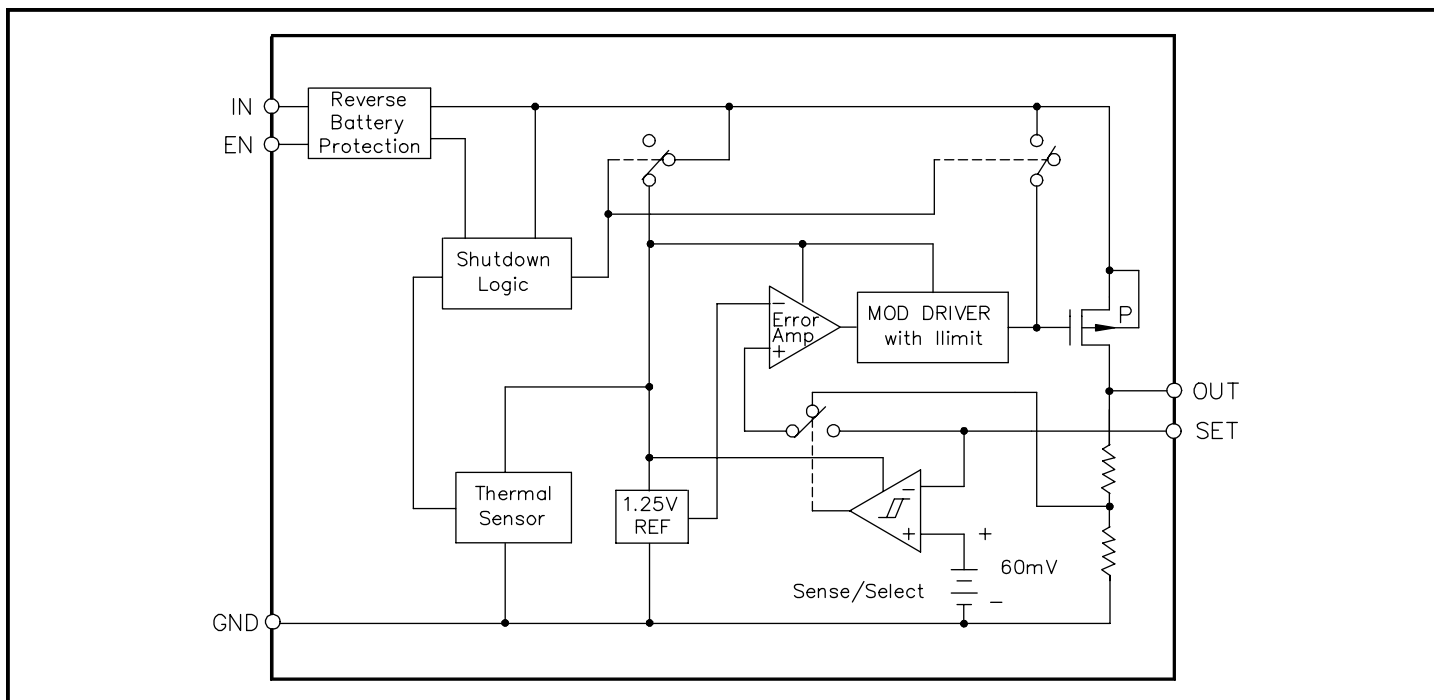 IN
EN
Reverse
Battery
Protection
Shutdown
Logic
Error
Amp
−
+
MOD DRIVER
with Ilimit
P
OUT
SET
Thermal
Sensor
1.25V
REF
−
+
+
60mV
−
Sense/Select
GND